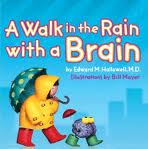 A Walk in the Rain
with a Brain
by Edward M. Hallowell, M.D.
Illustrations by Bill Mayer